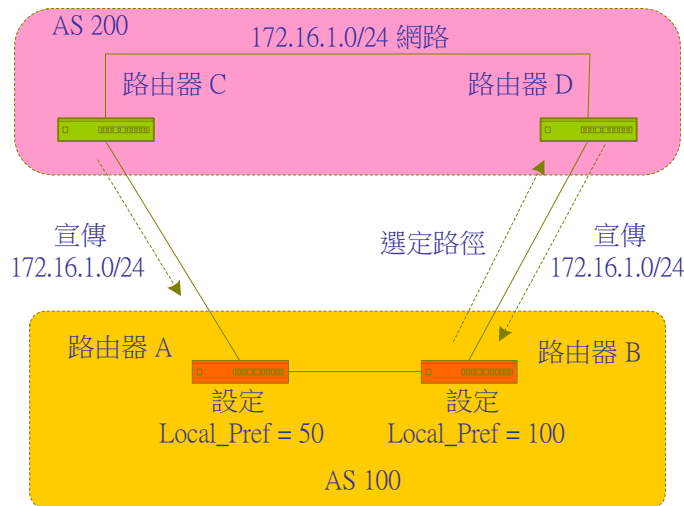 AS 200
172.16.1.0/24 網路
路由器 C
路由器 D
宣傳
172.16.1.0/24
選定路徑
宣傳
172.16.1.0/24
路由器 A
路由器 B
設定
Local_Pref = 50
設定
Local_Pref = 100
AS 100